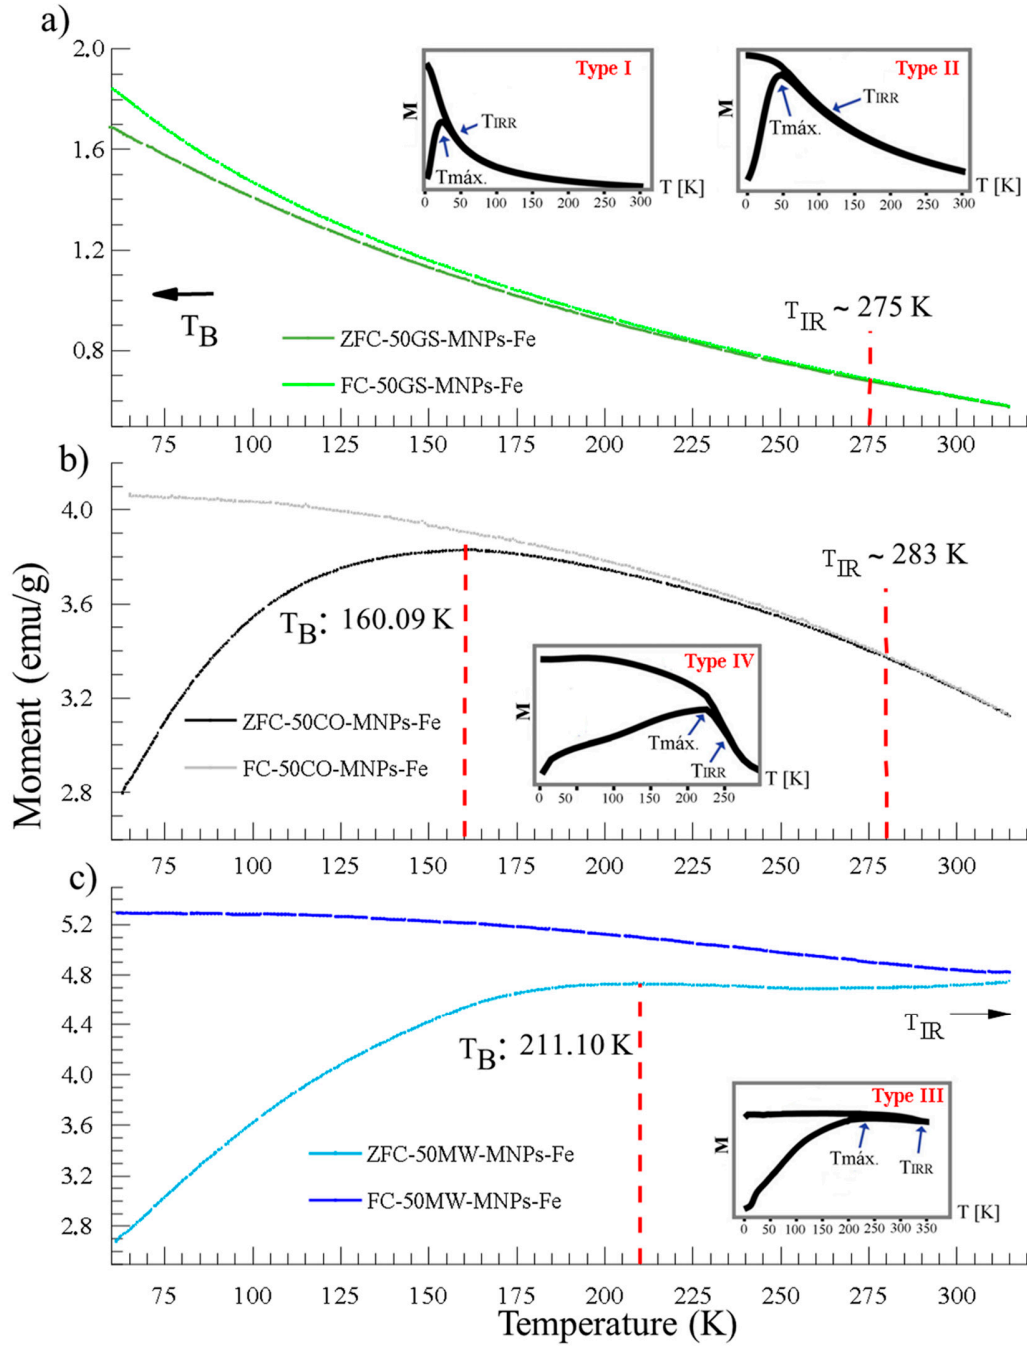 a)
2.0
1.6
1.2
0.8
Type I
M
TIRR
Tmáx.
T [K]
0 50 100 150 200 250 300
Type II
M
TIRR
Tmáx.
T [K]
0 50 100 150 200 250 300
TB
TIR ~ 275 K
ZFC-50GS-MNPs-Fe
FC-50GS-MNPs-Fe
75 100 125 150 175 200 225 250 275 300
b)
4.0
3.6
3.2
2.8
TIR ~ 283 K
TB: 160.09 K
Type IV
M
Tmáx.
TIRR
T [K]
0 50 100 150 200 250
ZFC-50CO-MNPs-Fe
FC-50CO-MNPs-Fe
Moment (emu/g)
75 100 125 150 175 200 225 250 275 300
c)
5.2
4.8
4.4
4.0
3.6
3.2
2.8
TIR
TB: 211.10 K
Type III
M
Tmáx.
TIRR
T [K]
0 50 100 150 200 250 300 350
ZFC-50MW-MNPs-Fe
FC-50MW-MNPs-Fe
75 100 125 150 175 200 225 250 275 300
Temperature (K)